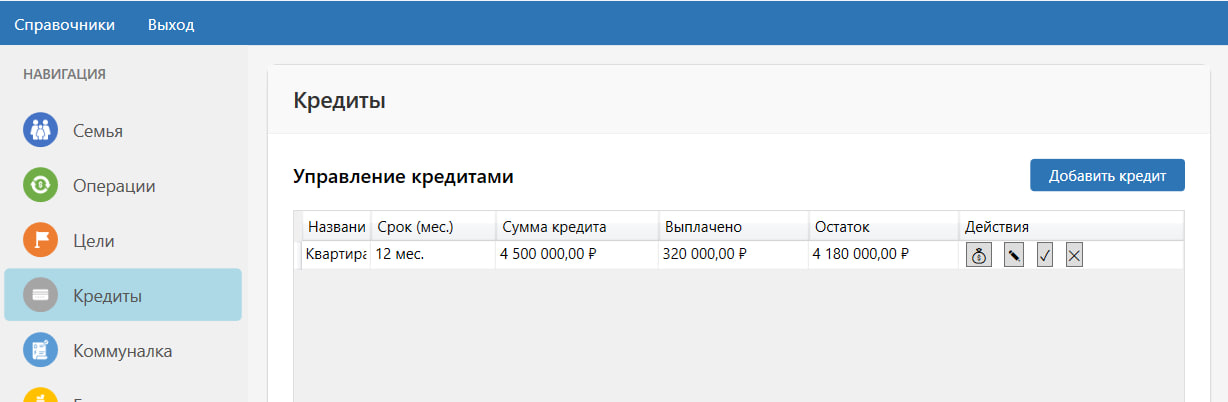 Справочники Выход
НАВИГАЦИЯ
Семья
Операции
Цели
Кредиты
Коммуналка
Кредиты
Управление кредитами
Добавить кредит
Названи Срок (мес.) Сумма кредита Выплачено Остаток Действия
Квартира 12 мес. 4 500 000,00 ₽ 320 000,00 ₽ 4 180 000,00 ₽